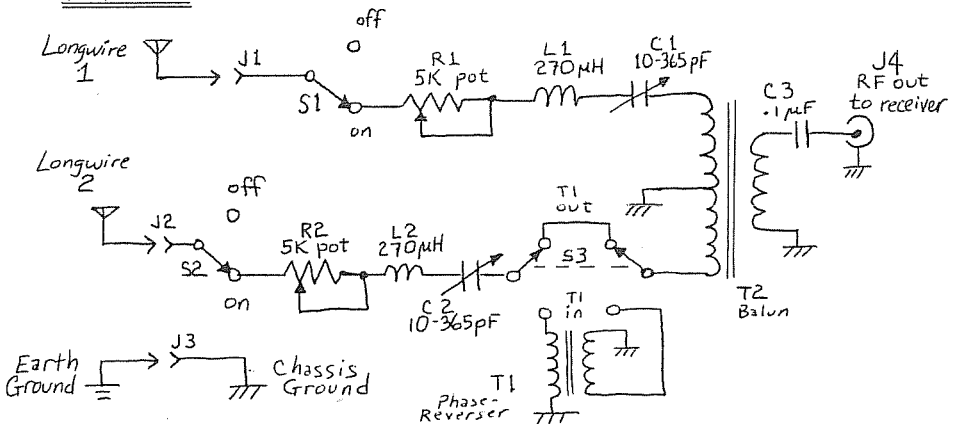 off
Longwire
1
J1
S1
on
R1
5K pot
L1
270µH
C1
10-365pF
J4
RF out
to receiver
C3
.1µF
Longwire
2
off
J2
S2
on
R2
5K pot
L2
270µH
C2
10-365pF
T1
out
S3
T1
in
T2
Balun
T1
Phase-
Reverser
J3
Earth
Ground
Chassis
Ground